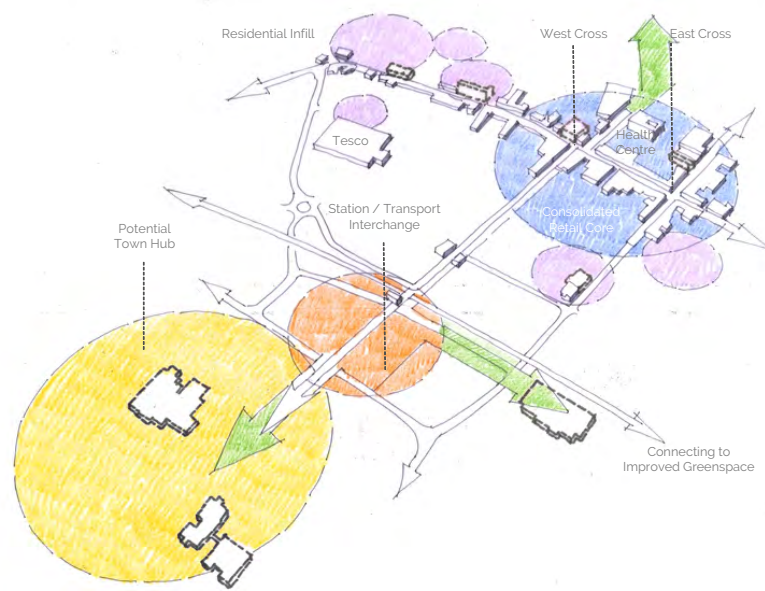 Residential Infill
West Cross
East Cross
Tesco
Health
Centre
Station / Transport
Interchange
Consolidated
Retail Core
Potential
Town Hub
Connecting to
Improved Greenspace